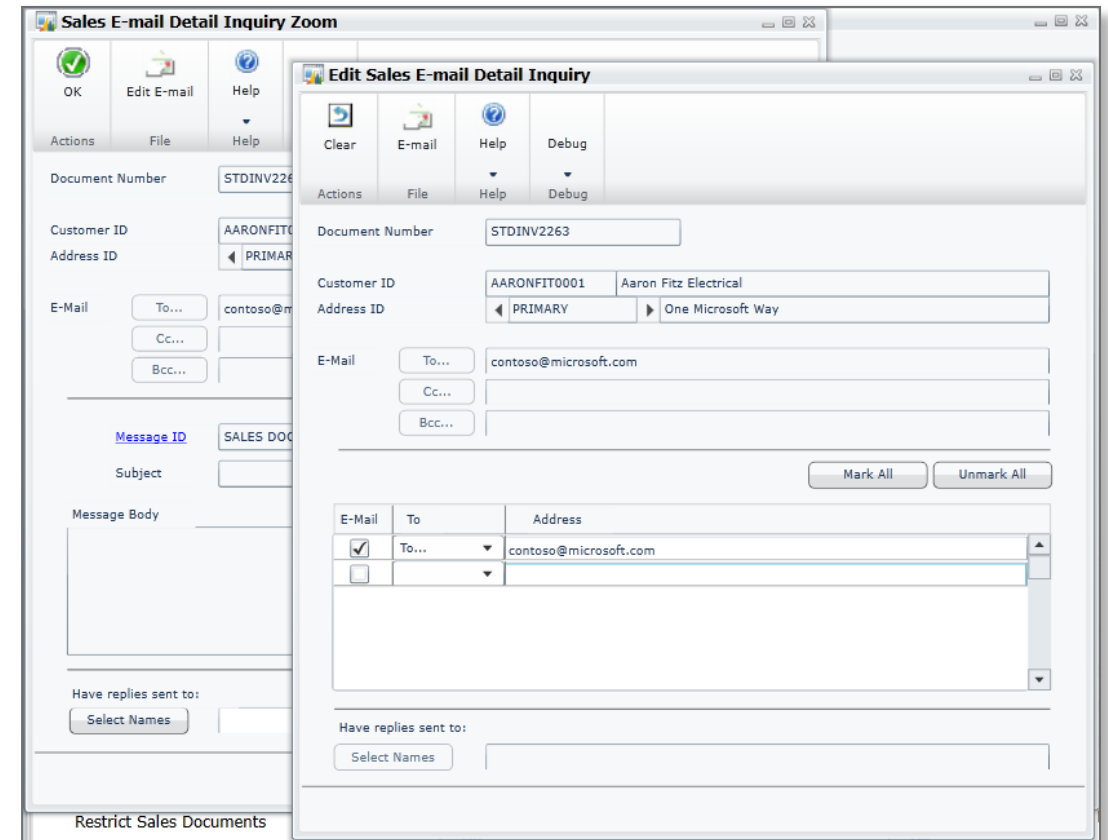 Sales E-mail Detail Inquiry Zoom
OK
Edit E-mail
Help
Actions
File
Help
Document Number
STDINV226
Customer ID
AARONFIT0
Address ID
PRIMAR
E-Mail
To...
contoso@m
Cc...
Bcc...
Message ID
SALES DOC
Subject
Message Body
Have replies sent to:
Select Names
Restrict Sales Documents
Edit Sales E-mail Detail Inquiry
Clear
E-mail
Help
Debug
Actions
File
Help
Debug
Document Number
STDINV2263
Customer ID
AARONFIT0001
Aaron Fitz Electrical
Address ID
PRIMARY
One Microsoft Way
E-Mail
To...
contoso@microsoft.com
Cc...
Bcc...
Mark All
Unmark All
E-Mail
To
Address
To...
contoso@microsoft.com
Have replies sent to:
Select Names